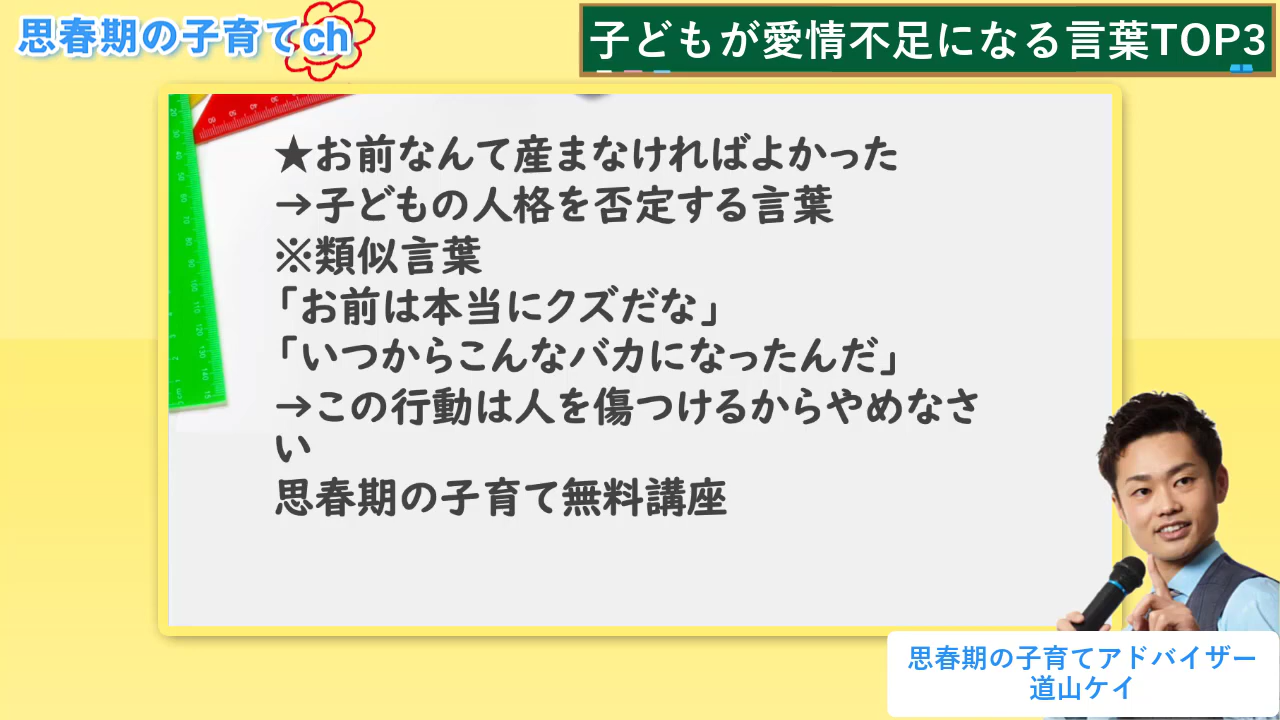 思春期の子育てch
子どもが愛情不足になる言葉TOP3
★お前なんて産まなければよかった
→子どもの人格を否定する言葉
※類似言葉
「お前は本当にクズだな」
「いつからこんなバカになったんだ」
→この行動は人を傷つけるからやめなさ
い
思春期の子育て無料講座
思春期の子育てアドバイザー
道山ケイ